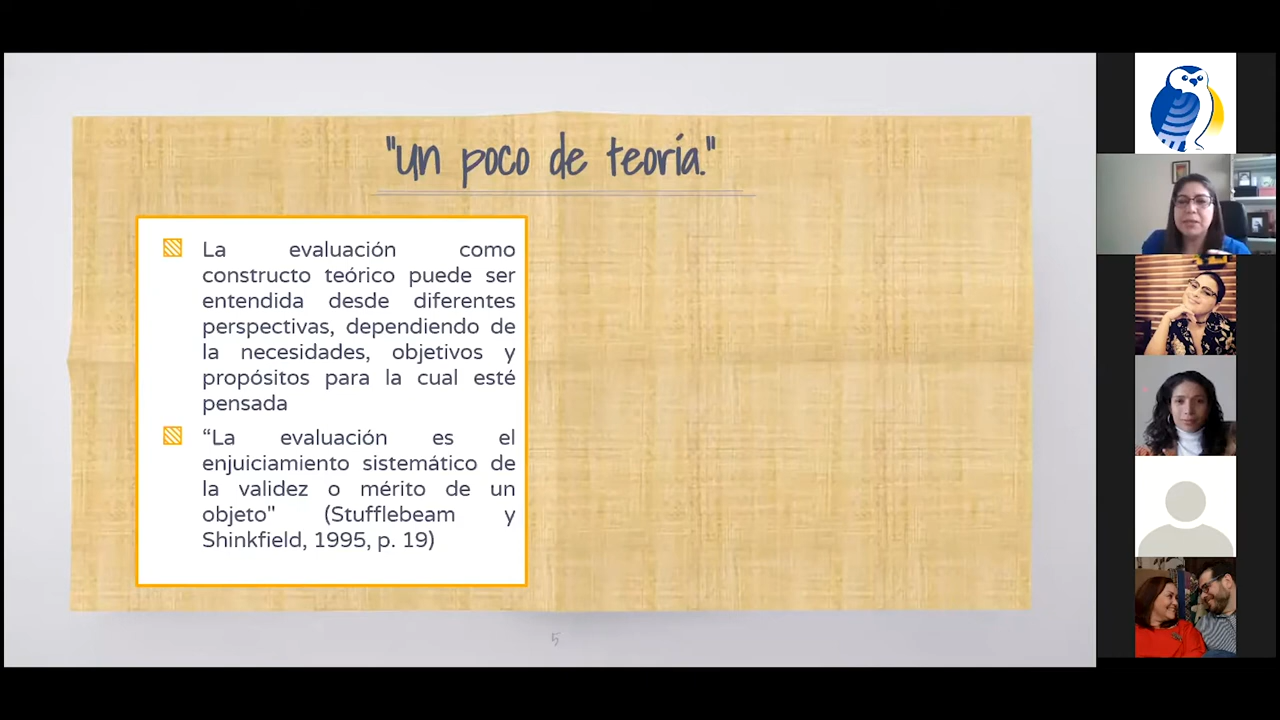 "un poco de teoría."
La evaluación como
constructo teórico puede ser
entendida desde diferentes
perspectivas, dependiendo de
la necesidades, objetivos y
propósitos para la cual esté
pensada
“La evaluación es el
enjuiciamiento sistemático de
la validez o mérito de un
objeto" (Stufflebeam y
Shinkfield, 1995, p. 19)
5